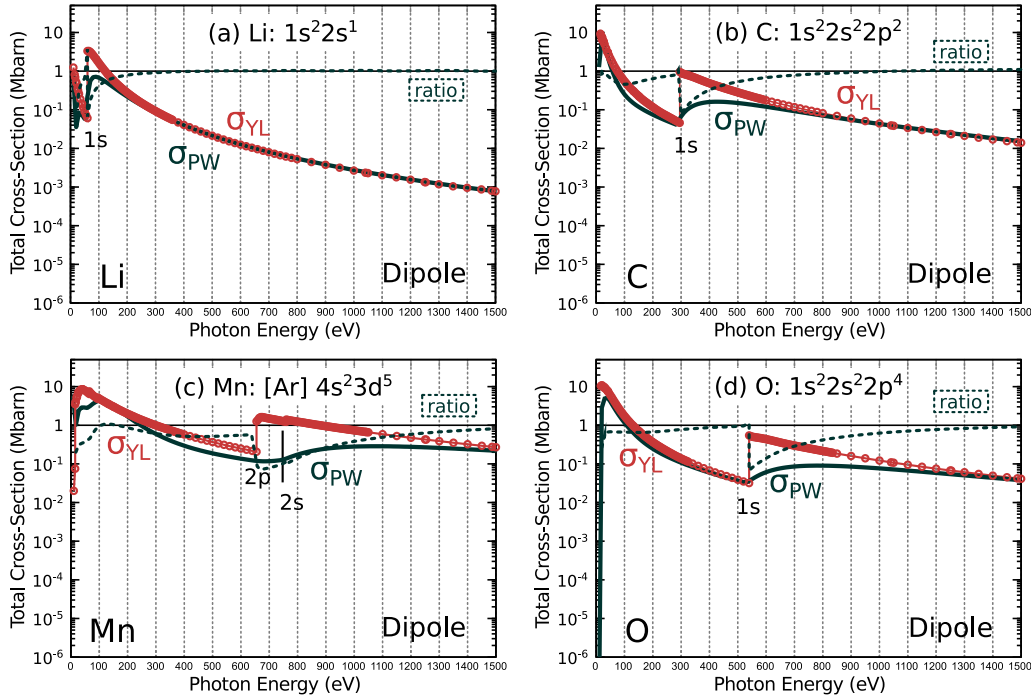 (a) Li: 1s²2s¹
ratio
σYL
1s
σPW
Li
Dipole
Total Cross-Section (Mbarn)
10¹
1
10⁻¹
10⁻²
10⁻³
10⁻⁴
10⁻⁵
10⁻⁶
0 100 200 300 400 500 600 700 800 900 1000 1100 1200 1300 1400 1500
Photon Energy (eV)
(b) C: 1s²2s²2p²
ratio
σYL
σPW
1s
C
Dipole
Total Cross-Section (Mbarn)
10¹
1
10⁻¹
10⁻²
10⁻³
10⁻⁴
10⁻⁵
10⁻⁶
0 100 200 300 400 500 600 700 800 900 1000 1100 1200 1300 1400 1500
Photon Energy (eV)
(c) Mn: [Ar] 4s²3d⁵
ratio
σYL
2p
σPW
2s
Mn
Dipole
Total Cross-Section (Mbarn)
10¹
1
10⁻¹
10⁻²
10⁻³
10⁻⁴
10⁻⁵
10⁻⁶
0 100 200 300 400 500 600 700 800 900 1000 1100 1200 1300 1400 1500
Photon Energy (eV)
(d) O: 1s²2s²2p⁴
ratio
σYL
σPW
1s
O
Dipole
Total Cross-Section (Mbarn)
10¹
1
10⁻¹
10⁻²
10⁻³
10⁻⁴
10⁻⁵
10⁻⁶
0 100 200 300 400 500 600 700 800 900 1000 1100 1200 1300 1400 1500
Photon Energy (eV)